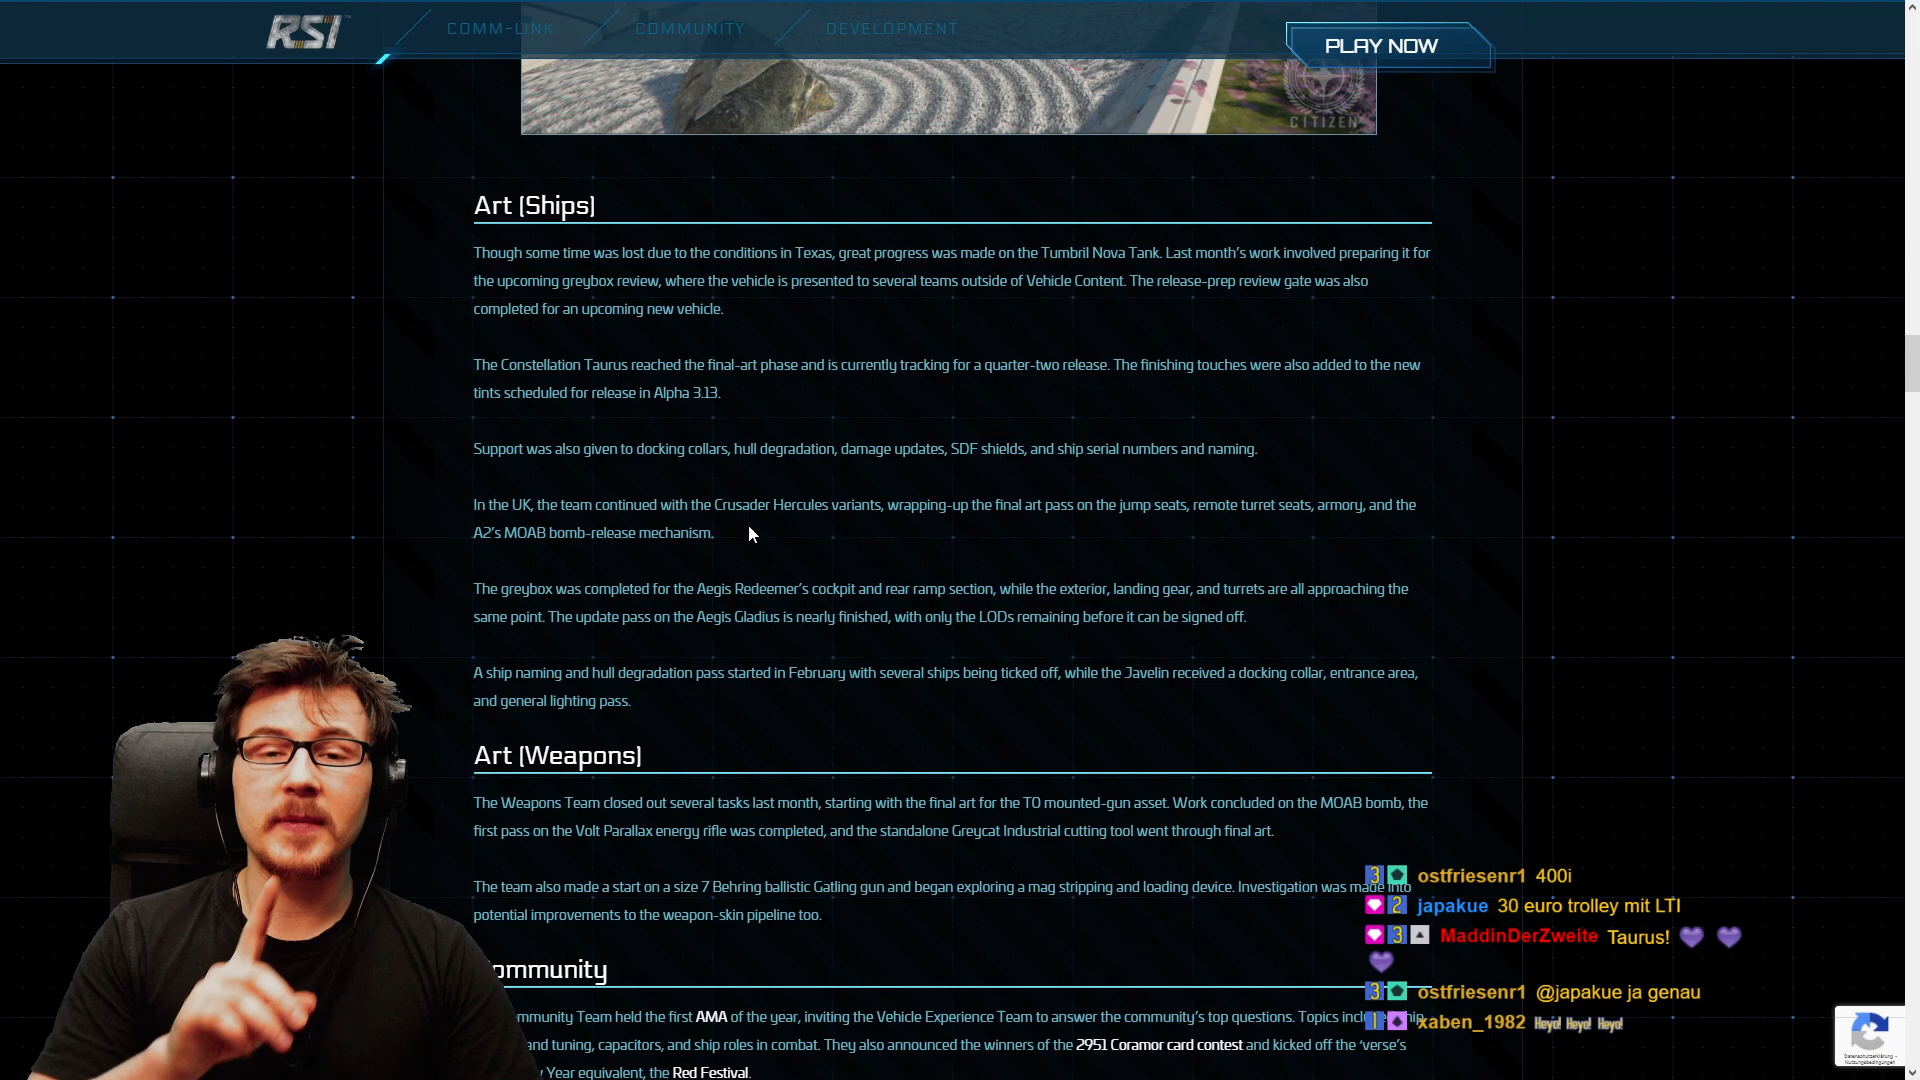 RSI
COMM-LINK
COMMUNITY
DEVELOPMENT
PLAY NOW
CITIZEN
Art (Ships)
Though some time was lost due to the conditions in Texas, great progress was made on the Tumbril Nova Tank. Last month's work involved preparing it for
the upcoming greybox review, where the vehicle is presented to several teams outside of Vehicle Content. The release-prep review gate was also
completed for an upcoming new vehicle.
The Constellation Taurus reached the final-art phase and is currently tracking for a quarter-two release. The finishing touches were also added to the new
tints scheduled for release in Alpha 3.13.
Support was also given to docking collars, hull degradation, damage updates, SDF shields, and ship serial numbers and naming.
In the UK, the team continued with the Crusader Hercules variants, wrapping-up the final art pass on the jump seats, remote turret seats, armory, and the
A2's MOAB bomb-release mechanism.
The greybox was completed for the Aegis Redeemer's cockpit and rear ramp section, while the exterior, landing gear, and turrets are all approaching the
same point. The update pass on the Aegis Gladius is nearly finished, with only the LODs remaining before it can be signed off.
A ship naming and hull degradation pass started in February with several ships being ticked off, while the Javelin received a docking collar, entrance area,
and general lighting pass.
Art (Weapons)
The Weapons Team closed out several tasks last month, starting with the final art for the T0 mounted-gun asset. Work concluded on the MOAB bomb, the
first pass on the Volt Parallax energy rifle was completed, and the standalone Greycat Industrial cutting tool went through final art.
The team also made a start on a size 7 Behring ballistic Gatling gun and began exploring a mag stripping and loading device. Investigation was made into
potential improvements to the weapon-skin pipeline too.
ommunity
mmunity Team held the first AMA of the year, inviting the Vehicle Experience Team to answer the community's top questions. Topics
and tuning, capacitors, and ship roles in combat. They also announced the winners of the 2951 Coramor card contest and kicked off the 'verse's
Year equivalent, the Red Festival.
3 ostfriesenr1 400i
2 japakue 30 euro trolley mit LTI
3 MaddinDerZweite Taurus!
3 ostfriesenr1 @japakue ja genau
1 xaben_1982 Heyo! Heyo! Heyo!
Datenschutzerklärung -
Nutzungsbedingungen